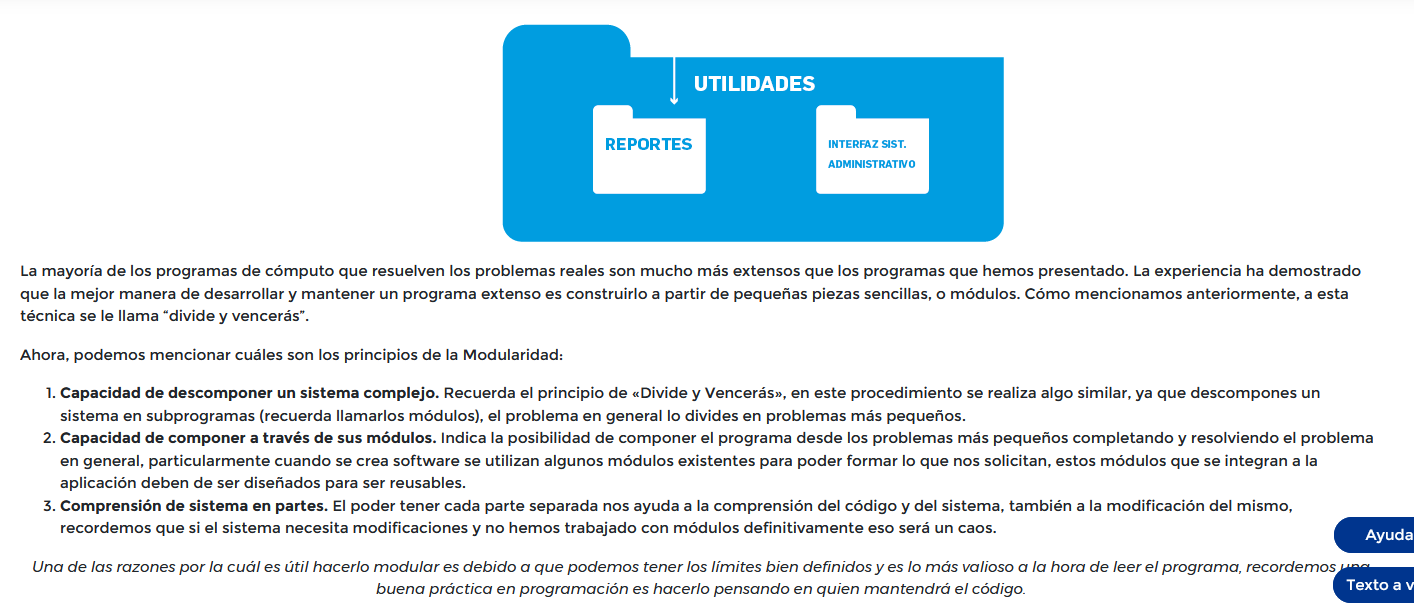 UTILIDADES
REPORTES
INTERFAZ SIST.
ADMINISTRATIVO
La mayoría de los programas de cómputo que resuelven los problemas reales son mucho más extensos que los programas que hemos presentado. La experiencia ha demostrado
que la mejor manera de desarrollar y mantener un programa extenso es construirlo a partir de pequeñas piezas sencillas, o módulos. Cómo mencionamos anteriormente, a esta
técnica se le llama “divide y vencerás”.
Ahora, podemos mencionar cuáles son los principios de la Modularidad:
1. Capacidad de descomponer un sistema complejo. Recuerda el principio de «Divide y Vencerás», en este procedimiento se realiza algo similar, ya que descompones un
sistema en subprogramas (recuerda llamarlos módulos), el problema en general lo divides en problemas más pequeños.
2. Capacidad de componer a través de sus módulos. Indica la posibilidad de componer el programa desde los problemas más pequeños completando y resolviendo el problema
en general, particularmente cuando se crea software se utilizan algunos módulos existentes para poder formar lo que nos solicitan, estos módulos que se integran a la
aplicación deben de ser diseñados para ser reusables.
3. Comprensión de sistema en partes. El poder tener cada parte separada nos ayuda a la comprensión del código y del sistema, también a la modificación del mismo,
recordemos que si el sistema necesita modificaciones y no hemos trabajado con módulos definitivamente eso será un caos.
Ayuda
Una de las razones por la cuál es útil hacerlo modular es debido a que podemos tener los límites bien definidos y es lo más valioso a la hora de leer el programa, recordemos una
buena práctica en programación es hacerlo pensando en quien mantendrá el código.
Texto a v